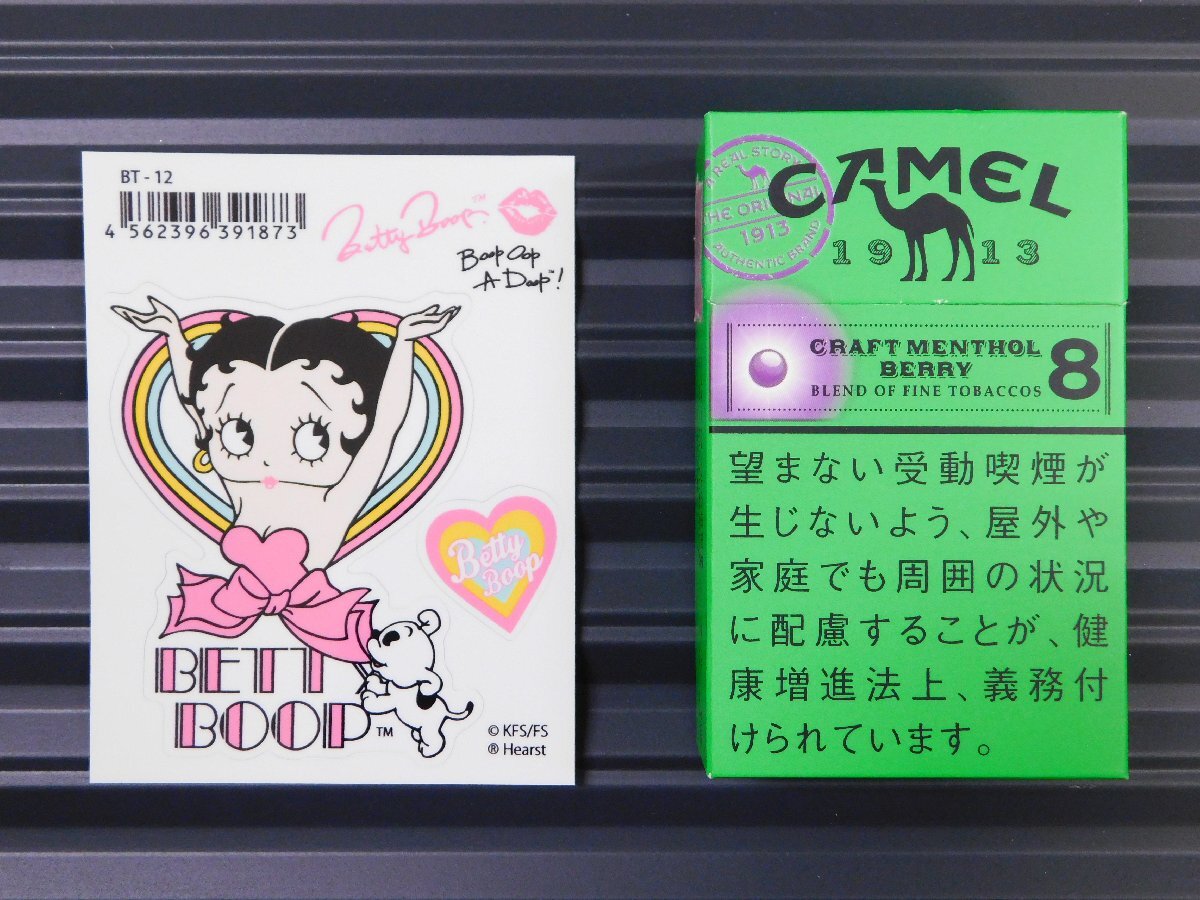 BT - 12
4 562396 391873
Betty Boop™
Boop Oop
A Doop™!
Betty
Boop
BETT
BOOP™
© KFS/FS
® Hearst
A REAL STORY
THE ORIGINAL
1913
AUTHENTIC BRAND
CAMEL
1913
CRAFT MENTHOL
BERRY
BLEND OF FINE TOBACCOS
8
望まない受動喫煙が
生じないよう、屋外や
家庭でも周囲の状況
に配慮することが、健
康増進法上、義務付
けられています。